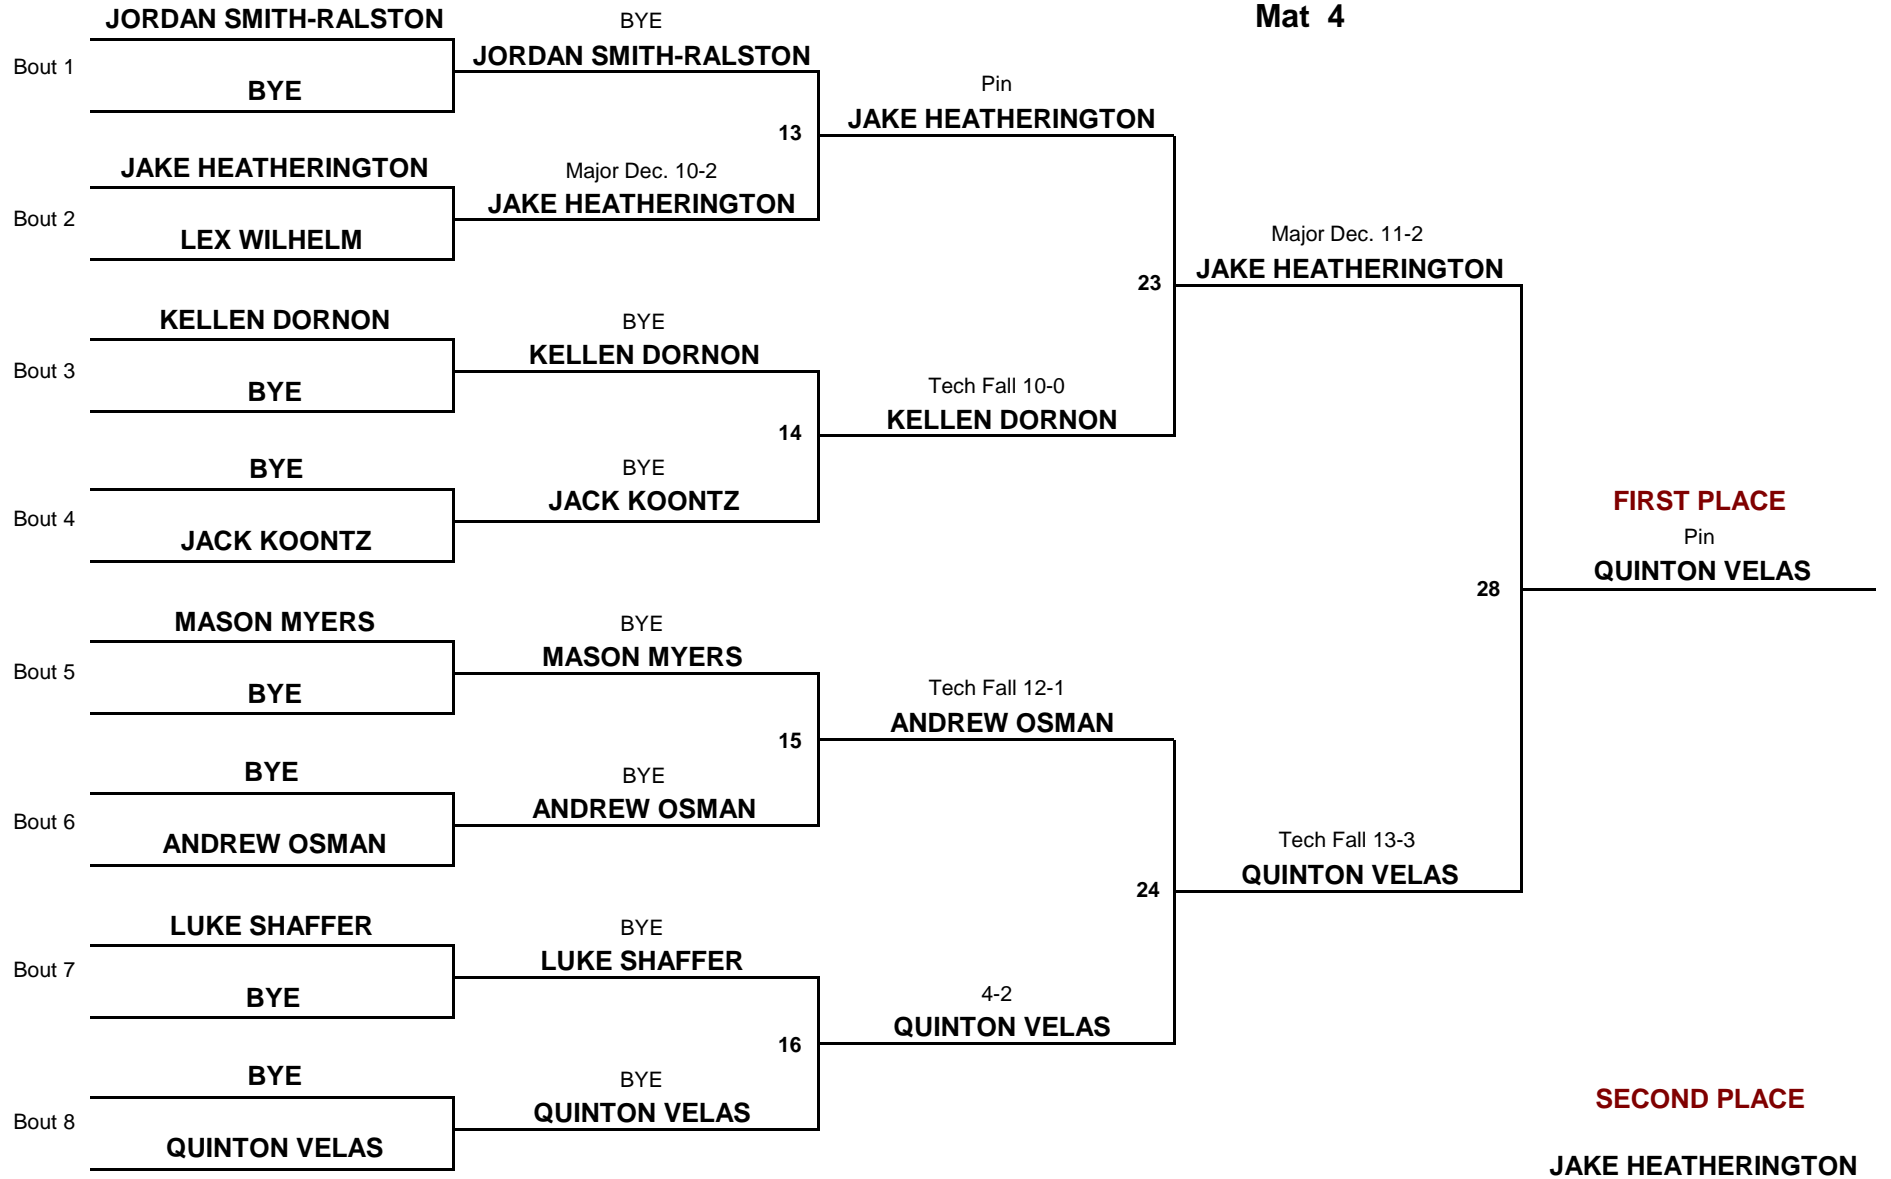 Mat 4
JORDAN SMITH-RALSTON
Bout 1
BYE
JAKE HEATHERINGTON
Bout 2
LEX WILHELM
KELLEN DORNON
Bout 3
BYE
BYE
Bout 4
JACK KOONTZ
MASON MYERS
Bout 5
BYE
BYE
Bout 6
ANDREW OSMAN
LUKE SHAFFER
Bout 7
BYE
BYE
Bout 8
QUINTON VELAS
BYE
JORDAN SMITH-RALSTON
13
Major Dec. 10-2
JAKE HEATHERINGTON
BYE
KELLEN DORNON
14
BYE
JACK KOONTZ
BYE
MASON MYERS
15
BYE
ANDREW OSMAN
BYE
LUKE SHAFFER
16
BYE
QUINTON VELAS
Pin
JAKE HEATHERINGTON
23
Tech Fall 10-0
KELLEN DORNON
Tech Fall 12-1
ANDREW OSMAN
24
4-2
QUINTON VELAS
Major Dec. 11-2
JAKE HEATHERINGTON
28
Tech Fall 13-3
QUINTON VELAS
FIRST PLACE
Pin
QUINTON VELAS
SECOND PLACE
JAKE HEATHERINGTON